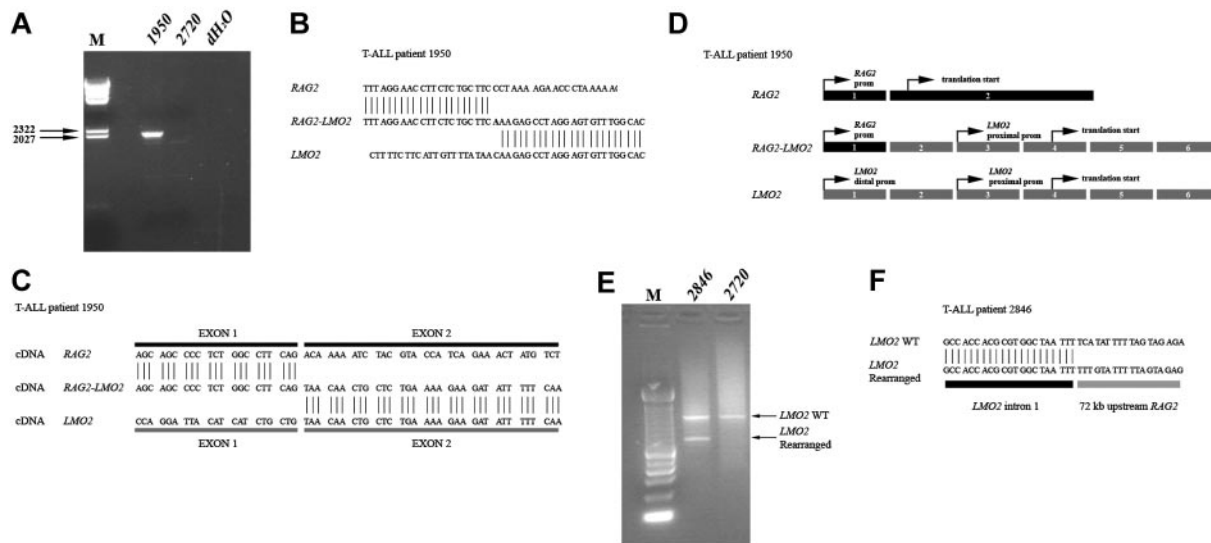 A
M
1950
2720
dH2O
2322
2027
B
T-ALL patient 1950
RAG2
TTT AGG AAC CTT CTC TGC TTC CCT AAA AGA ACC CTA AAA AG
RAG2-LMO2
TTT AGG AAC CTT CTC TGC TTC AAA GAG CCT AGG AGT GTT TGG CAC
LMO2
CTT TTC TTC ATT GTT TAT AAC AAG AGC CTA GGA GTG TTT GG CAC
C
T-ALL patient 1950
EXON 1
EXON 2
cDNA RAG2 AGC AGC CCC TCT GGC CTT CAG ACA AAA ATC TAC GTA CCA TCA GAA ACT ATG TCT
cDNA RAG2-LMO2 AGC AGC CCC TCT GGC CTT CAG TAA CAA CTG CTC TGA AAA GAA GAT ATT TTT CAA
cDNA LMO2 CCA GGA TTA CAT CAT CTG CTG TAA CAA CTG CTC TGA AAA GAA GAT ATT TTT CAA
EXON 1
EXON 2
D
T-ALL patient 1950
RAG2
prom
translation start
RAG2
1
2
RAG2
prom
LMO2
proximal prom
translation start
RAG2-LMO2
1
2
3
4
5
6
LMO2
distal prom
LMO2
proximal prom
translation start
LMO2
1
2
3
4
5
6
E
M
2846
2720
LMO2 WT
LMO2
Rearranged
F
T-ALL patient 2846
LMO2 WT
GCC ACC ACG CGT GGC TAA TTT TCA TAT TTT TAG TAG AGA
LMO2
Rearranged
GCC ACC ACG CGT GGC TAA TTT TTT GTA TTT TTA GTA GAG
LMO2 intron 1
72 kb upstream RAG2